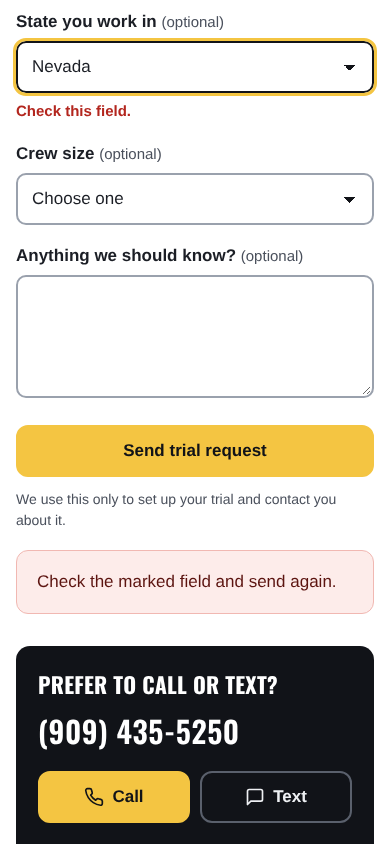 State you work in (optional)
Nevada
Check this field.
Crew size (optional)
Choose one
Anything we should know? (optional)
Send trial request
We use this only to set up your trial and contact you
about it.
Check the marked field and send again.
PREFER TO CALL OR TEXT?
(909) 435-5250
Call
Text